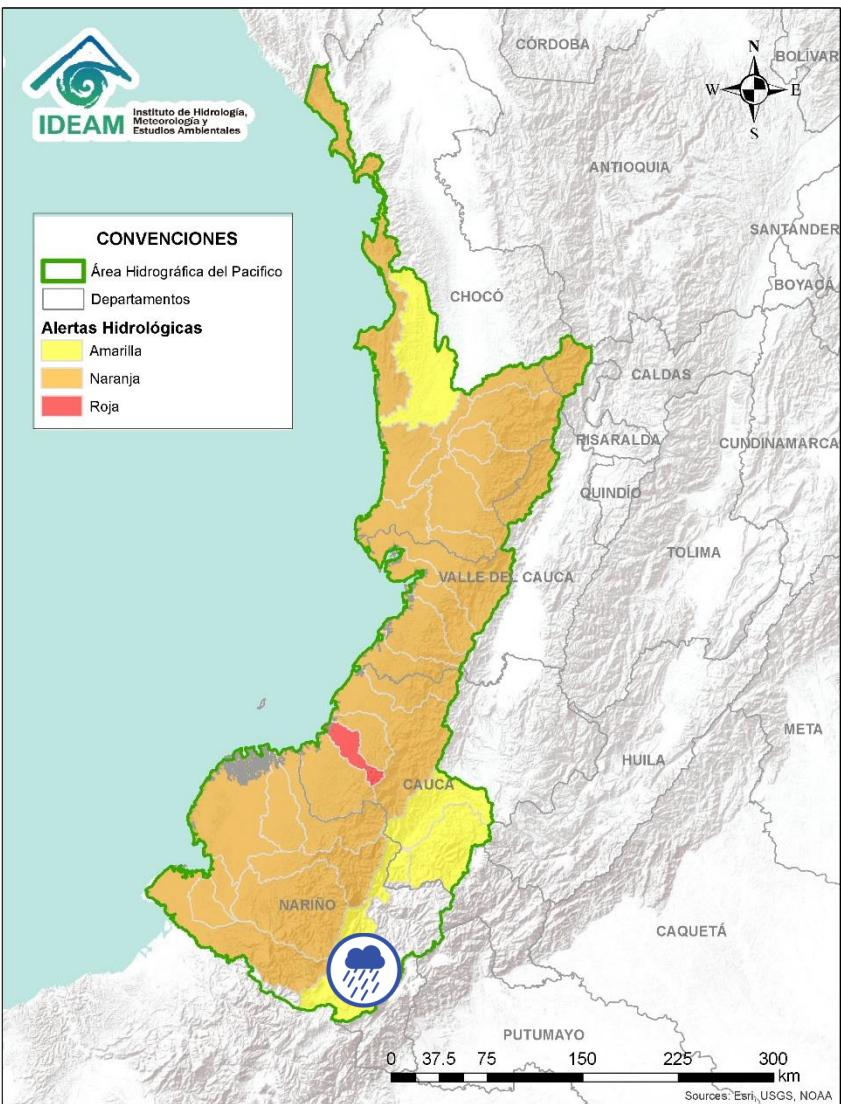 IDEAM
Instituto de Hidrología,
Meteorología y
Estudios Ambientales
N
W E
S
CÓRDOBA
BOLÍVAR
ANTIOQUIA
SANTANDER
BOYACÁ
CHOCÓ
CONVENCIONES
Área Hidrográfica del Pacifico
Departamentos
Alertas Hidrológicas
Amarilla
Naranja
Roja
CALDAS
RISARALDA
CUNDINAMARCA
QUINDÍO
TOLIMA
VALLE DEL CAUCA
META
HUILA
CAUCA
NARIÑO
CAQUETÁ
PUTUMAYO
0 37.5 75 150 225 300
km
Sources: Esri, USGS, NOAA